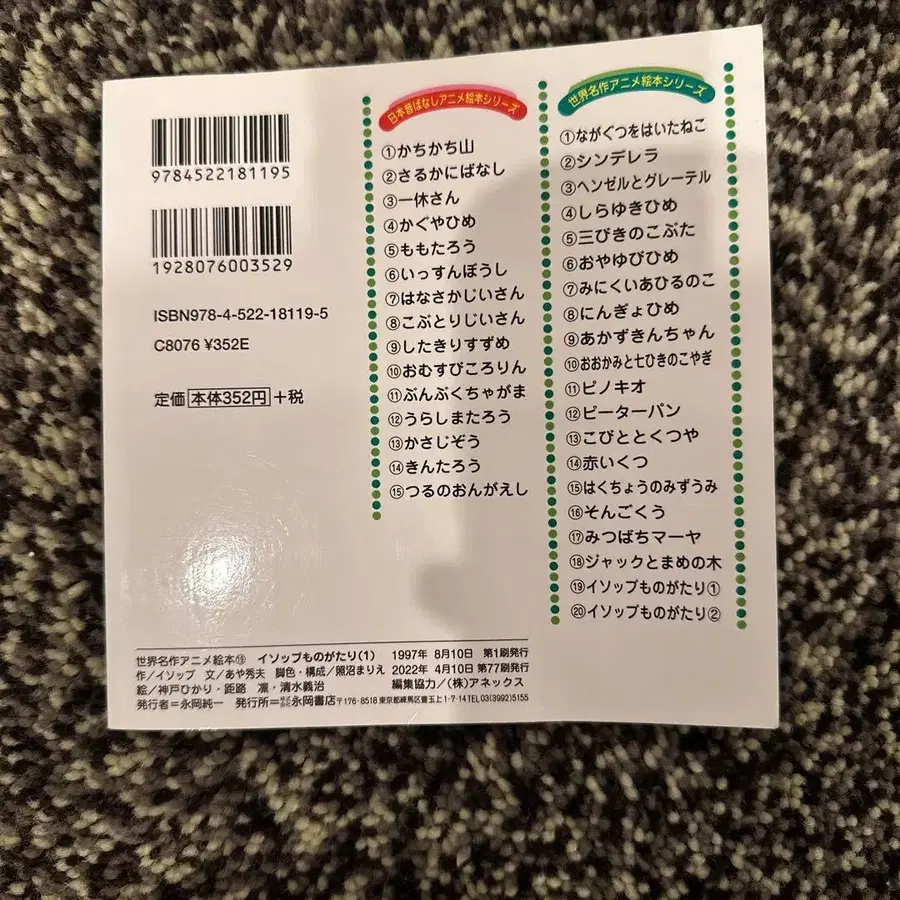 9784522181195
1928076003529
ISBN978-4-522-18119-5
C8076 ¥352E
定価 本体352円 +税
日本昔ばなしアニメ絵本シリーズ
①かちかち山
②さるかにばなし
③一休さん
④かぐやひめ
⑤ももたろう
⑥いっすんぼうし
⑦はなさかじいさん
⑧こぶとりじいさん
⑨したきりすずめ
⑩おむすびころりん
⑪ぶんぶくちゃがま
⑫うらしまたろう
⑬かさじぞう
⑭きんたろう
⑮つるのおんがえし
世界名作アニメ絵本シリーズ
①ながぐつをはいたねこ
②シンデレラ
③ヘンゼルとグレーテル
④しらゆきひめ
⑤三びきのこぶた
⑥おやゆびひめ
⑦みにくいあひるのこ
⑧にんぎょひめ
⑨あかずきんちゃん
⑩おおかみと七ひきのこやぎ
⑪ピノキオ
⑫ピーターパン
⑬こびととくつや
⑭赤いくつ
⑮はくちょうのみずうみ
⑯そんごくう
⑰みつばちマーヤ
⑱ジャックとまめの木
⑲イソップものがたり①
⑳イソップものがたり②
世界名作アニメ絵本⑲ イソップものがたり(1) 1997年 8月10日 第1刷発行
作/イソップ 文/あや秀夫 脚色・構成/照沼まりえ 2022年 4月10日 第77刷発行
絵/神戸ひかり・距路 凛・清水義治 編集協力/(株)アネックス
発行者=永岡純一 発行所=株式会社永岡書店 〒176-8518 東京都練馬区豊玉上1-7-14 TEL 03(3992)5155